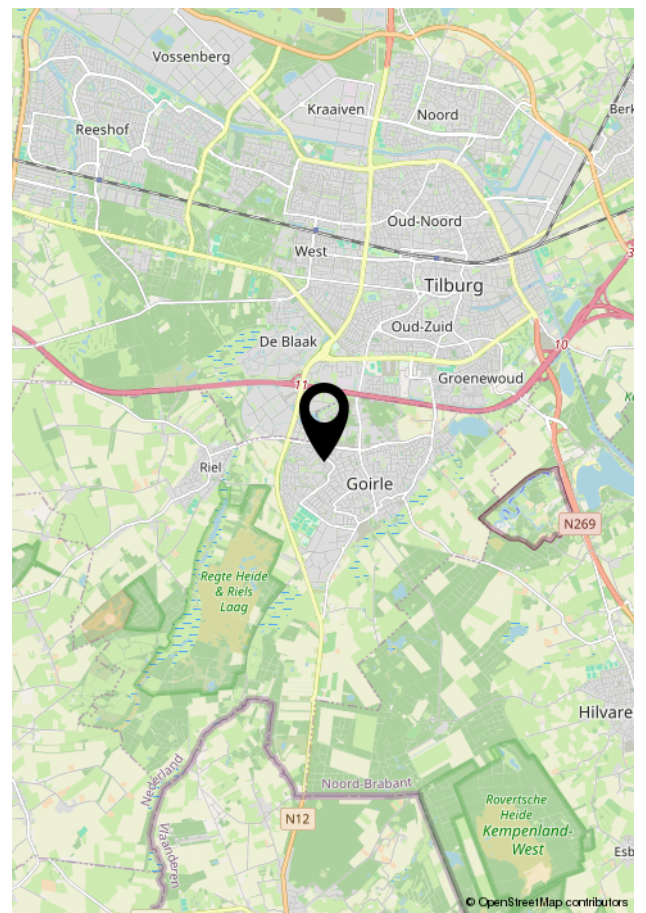 Vossenberg
Kraaiven
Noord
Berk
Reeshof
Oud-Noord
West
Tilburg
Oud-Zuid
De Blaak
10
Groenewoud
11
Riel
Goirle
N269
Regte Heide
& Riels
Laag
Hilvare
Nederland
Noord-Brabant
Vlaanderen
N12
Rovertsche
Heide
Kempenland-
West
Esb
© OpenStreetMap contributors